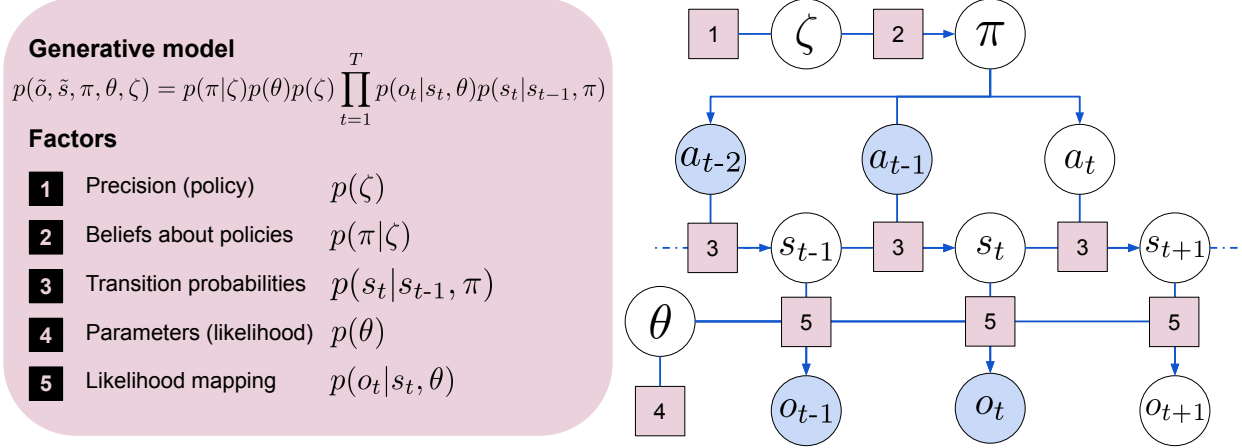 Generative model
p(õ, s̃, π, θ, ζ) = p(π|ζ)p(θ)p(ζ) ∏_{t=1}^{T} p(o_t|s_t, θ)p(s_t|s_{t-1}, π)
Factors
1 Precision (policy) p(ζ)
2 Beliefs about policies p(π|ζ)
3 Transition probabilities p(s_t|s_{t-1}, π)
4 Parameters (likelihood) p(θ)
5 Likelihood mapping p(o_t|s_t, θ)
1 ζ 2 π
a_{t-2} a_{t-1} a_t
3 s_{t-1} 3 s_t 3 s_{t+1}
θ 5 5 5
4 o_{t-1} o_t o_{t+1}